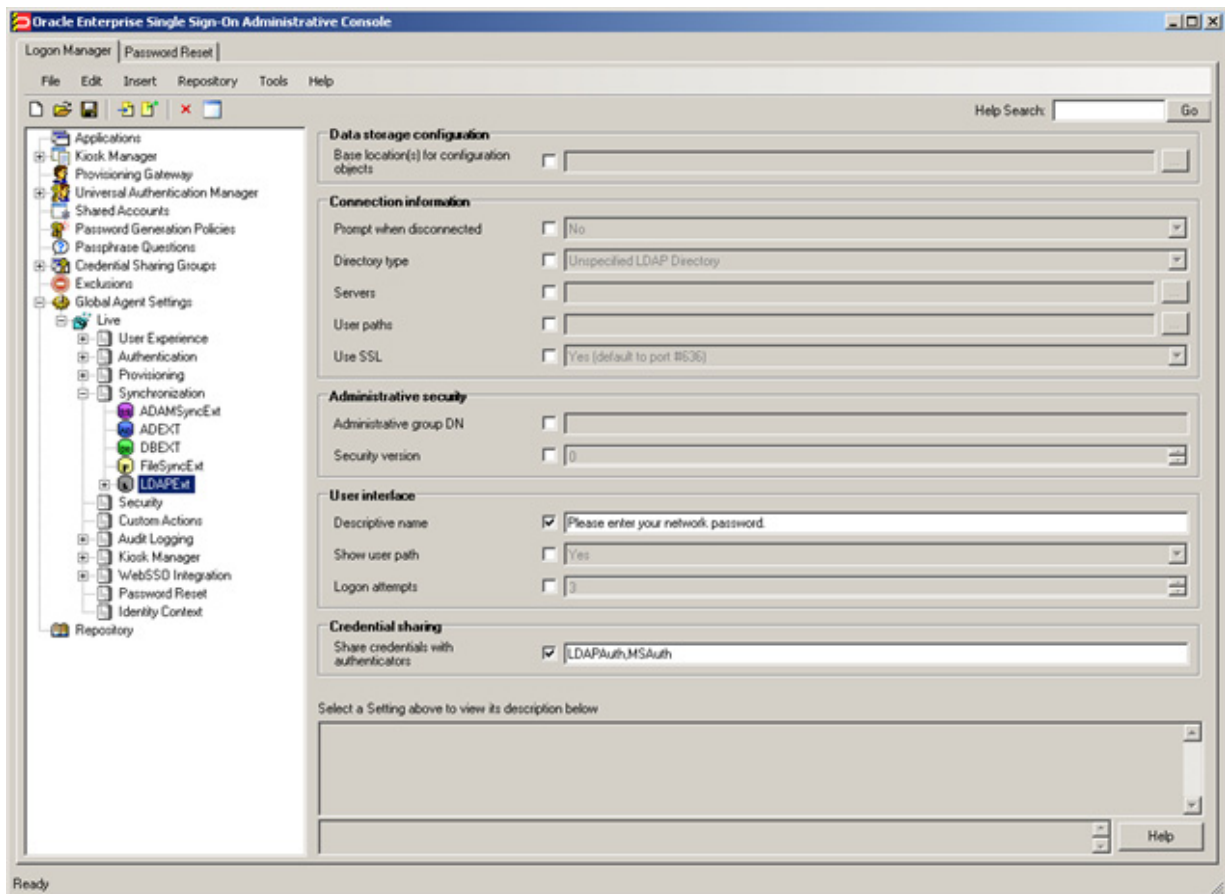 Oracle Enterprise Single Sign-On Administrative Console
Logon Manager Password Reset
File Edit Insert Repository Tools Help
Help Search: Go
Applications
Kiosk Manager
Provisioning Gateway
Universal Authentication Manager
Shared Accounts
Password Generation Policies
Passphrase Questions
Credential Sharing Groups
Exclusions
Global Agent Settings
Live
User Experience
Authentication
Provisioning
Synchronization
ADAMSyncExt
ADEXT
DBEXT
FileSyncExt
LDAPExt
Security
Custom Actions
Audit Logging
Kiosk Manager
WebSSO Integration
Password Reset
Identity Context
Repository
Data storage configuration
Base location(s) for configuration
objects
...
Connection information
Prompt when disconnected No
Directory type Unspecified LDAP Directory
Servers ...
User paths ...
Use SSL Yes (default to port #636)
Administrative security
Administrative group DN
Security version 0
User interface
Descriptive name Please enter your network password.
Show user path Yes
Logon attempts 3
Credential sharing
Share credentials with
authenticators
LDAPAuth,MSAuth
Select a Setting above to view its description below
Help
Ready